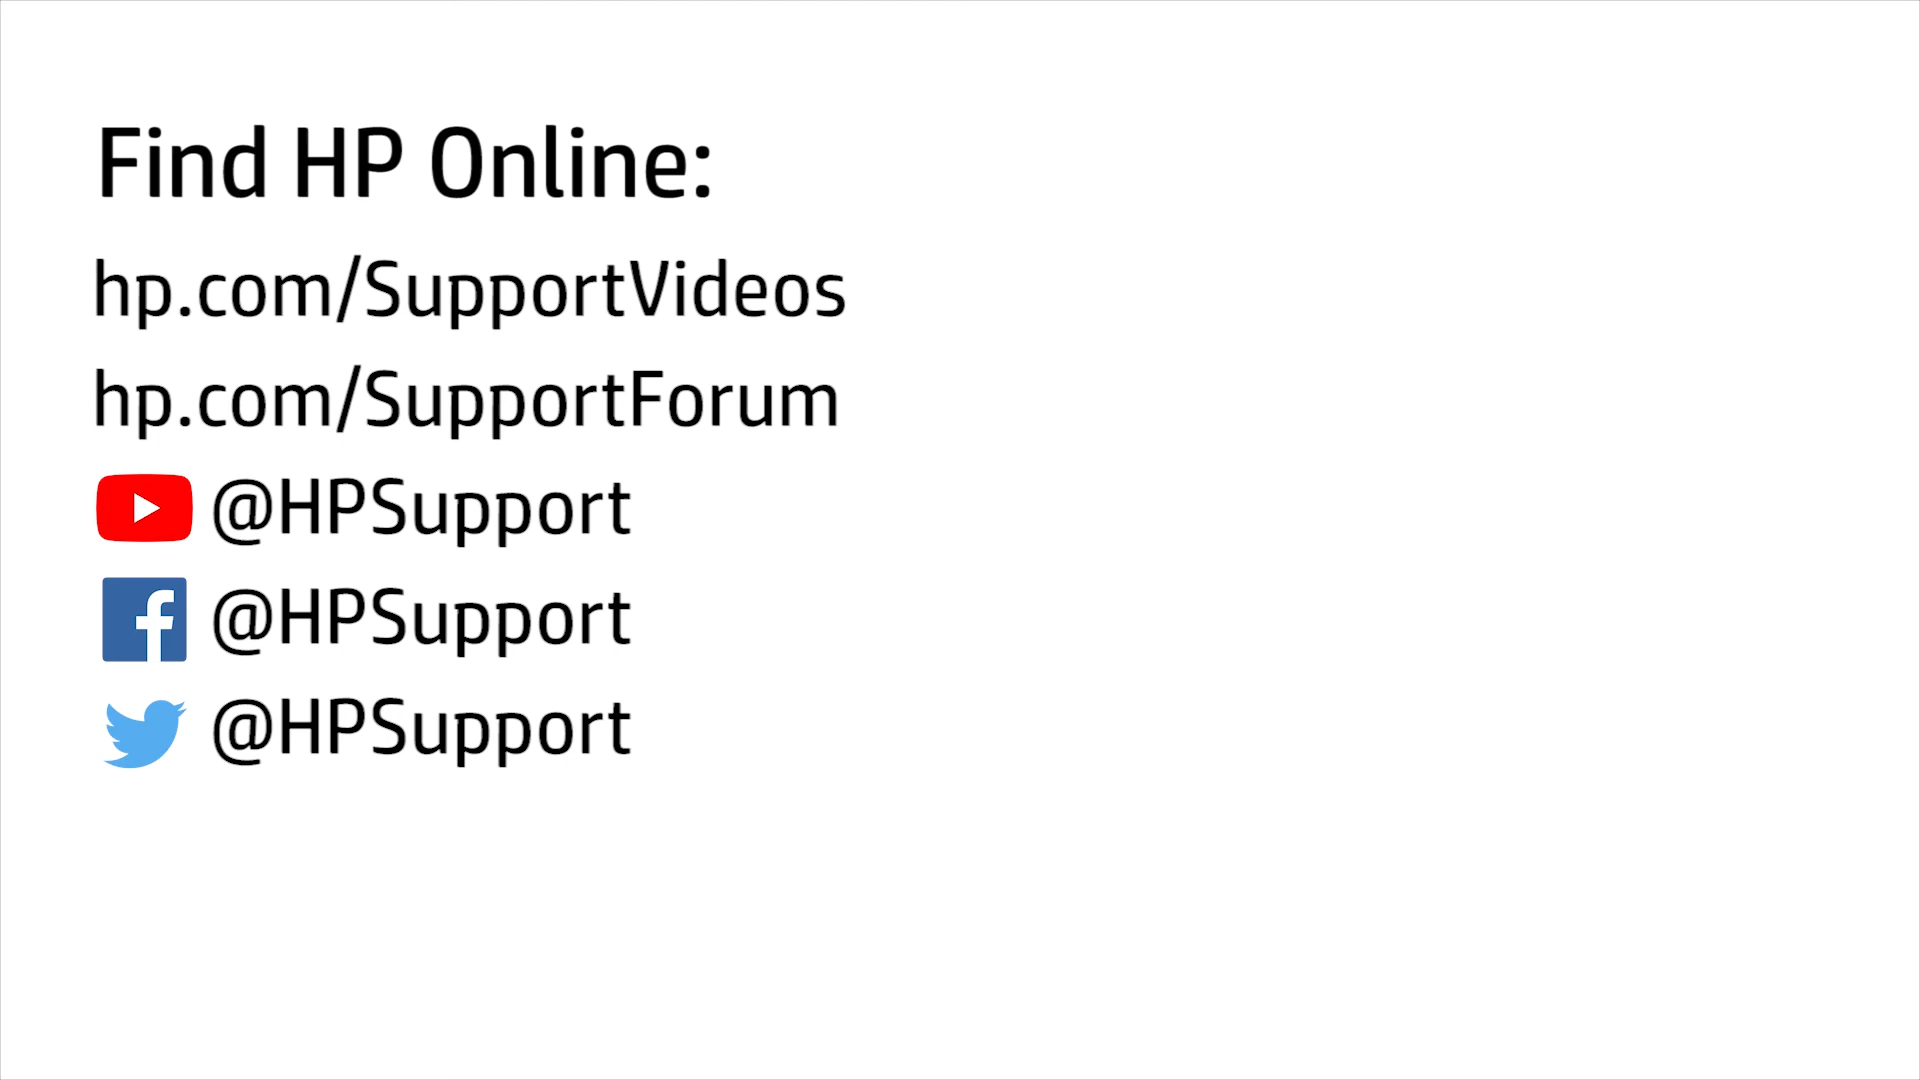 Find HP Online:
hp.com/SupportVideos
hp.com/SupportForum
@HPSupport
@HPSupport
@HPSupport